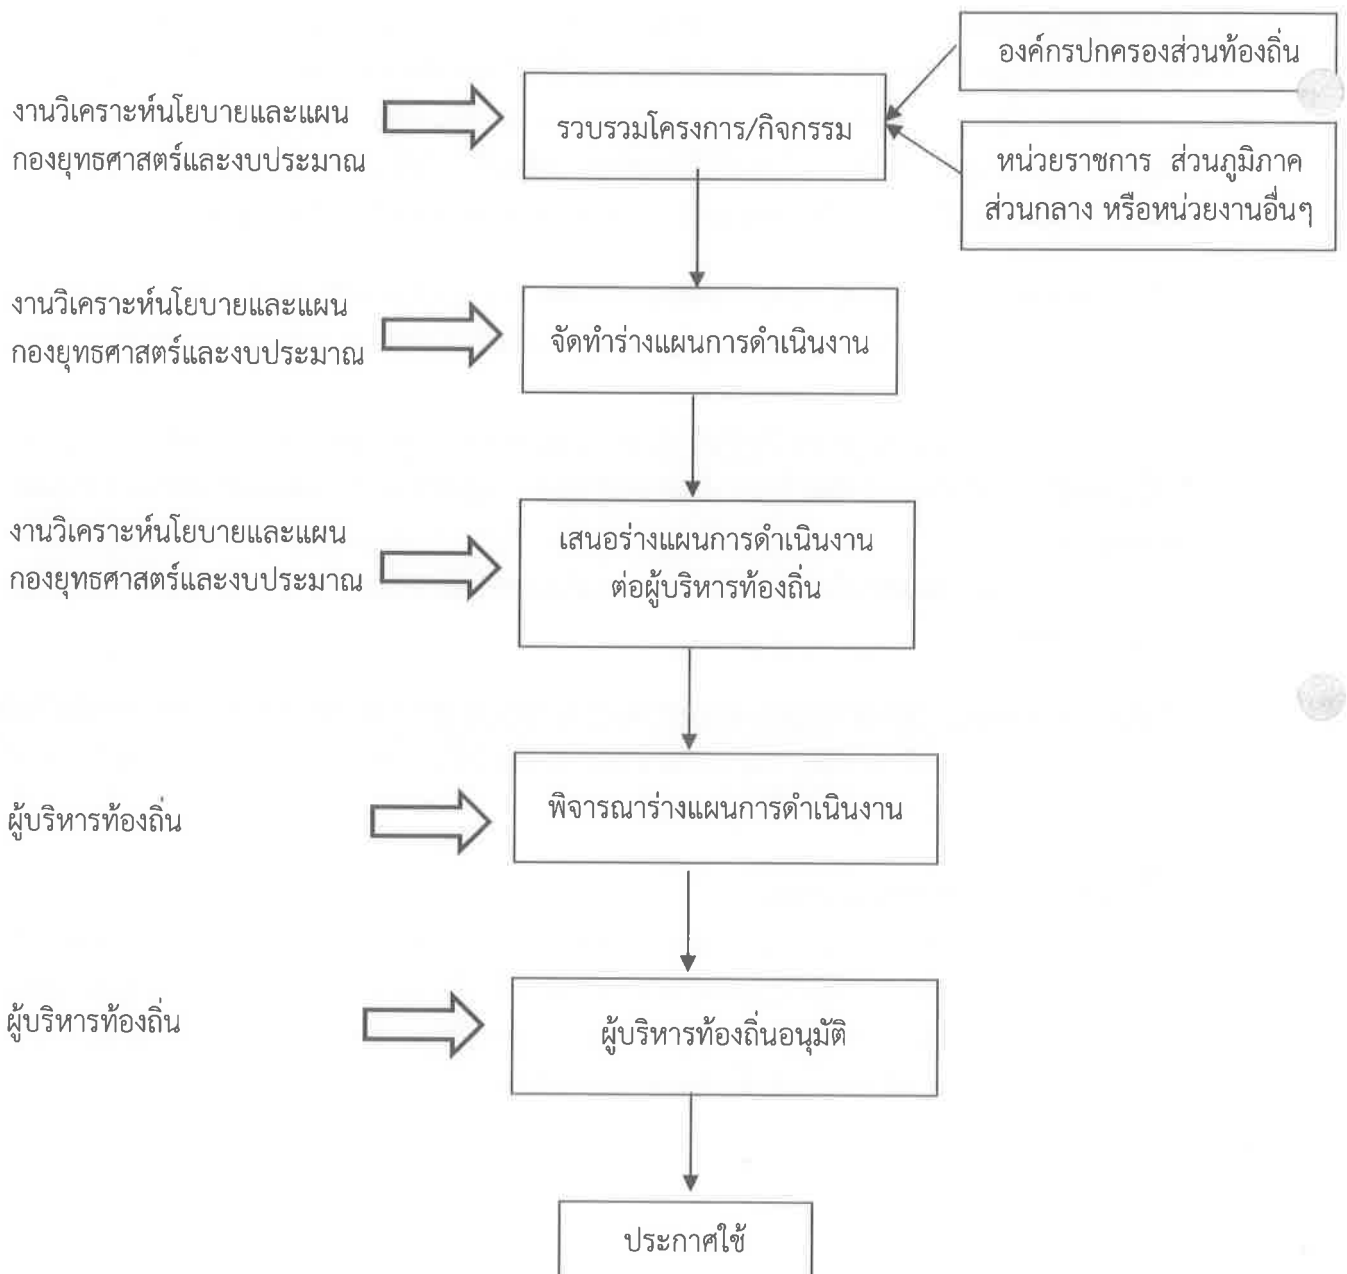 องค์กรปกครองส่วนท้องถิ่น
งานวิเคราะห์นโยบายและแผน
กองยุทธศาสตร์และงบประมาณ
รวบรวมโครงการ/กิจกรรม
หน่วยราชการ ส่วนภูมิภาค
ส่วนกลาง หรือหน่วยงานอื่นๆ
งานวิเคราะห์นโยบายและแผน
กองยุทธศาสตร์และงบประมาณ
จัดทำร่างแผนการดำเนินงาน
งานวิเคราะห์นโยบายและแผน
กองยุทธศาสตร์และงบประมาณ
เสนอร่างแผนการดำเนินงาน
ต่อผู้บริหารท้องถิ่น
ผู้บริหารท้องถิ่น
พิจารณาร่างแผนการดำเนินงาน
ผู้บริหารท้องถิ่น
ผู้บริหารท้องถิ่นอนุมัติ
ประกาศใช้